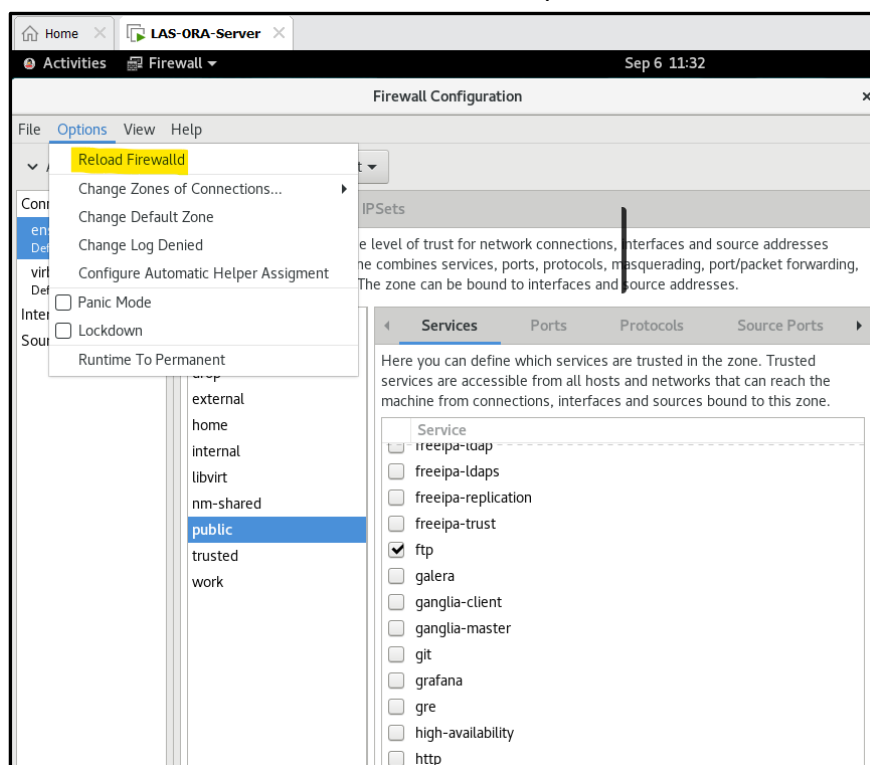 Home
LAS-ORA-Server
Activities Firewall Sep 6 11:32
Firewall Configuration
File Options View Help
Reload Firewalld
Change Zones of Connections...
Change Default Zone
Change Log Denied
Configure Automatic Helper Assigment
Panic Mode
Lockdown
Runtime To Permanent
IPSets
e level of trust for network connections, interfaces and source addresses
ne combines services, ports, protocols, masquerading, port/packet forwarding,
The zone can be bound to interfaces and source addresses.
external
home
internal
libvirt
nm-shared
public
trusted
work
Services Ports Protocols Source Ports
Here you can define which services are trusted in the zone. Trusted
services are accessible from all hosts and networks that can reach the
machine from connections, interfaces and sources bound to this zone.
Service
freeipa-ldap
freeipa-ldaps
freeipa-replication
freeipa-trust
ftp
galera
ganglia-client
ganglia-master
git
grafana
gre
high-availability
http